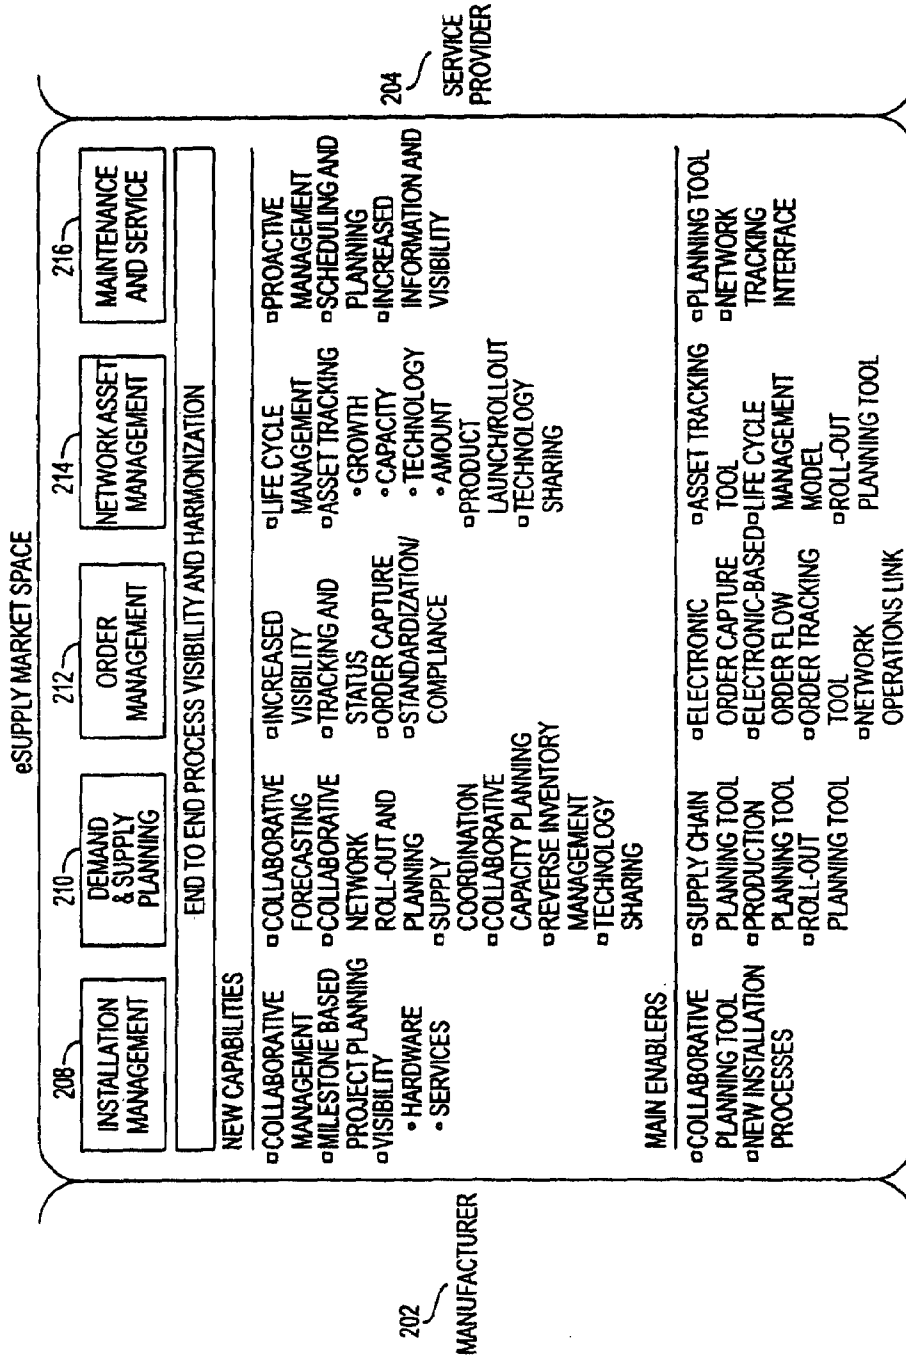 eSUPPLY MARKET SPACE
208
INSTALLATION
MANAGEMENT
210
DEMAND
& SUPPLY
PLANNING
212
ORDER
MANAGEMENT
214
NETWORK ASSET
MANAGEMENT
216
MAINTENANCE
AND SERVICE
END TO END PROCESS VISIBILITY AND HARMONIZATION
202
MANUFACTURER
204
SERVICE
PROVIDER
NEW CAPABILITIES
COLLABORATIVE
MANAGEMENT
MILESTONE BASED
PROJECT PLANNING
VISIBILITY
• HARDWARE
• SERVICES
COLLABORATIVE
FORECASTING
COLLABORATIVE
NETWORK
ROLL-OUT AND
PLANNING
SUPPLY
COORDINATION
COLLABORATIVE
CAPACITY PLANNING
REVERSE INVENTORY
MANAGEMENT
TECHNOLOGY
SHARING
INCREASED
VISIBILITY
TRACKING AND
STATUS
ORDER CAPTURE
STANDARDIZATION/
COMPLIANCE
LIFE CYCLE
MANAGEMENT
ASSET TRACKING
• GROWTH
• CAPACITY
• TECHNOLOGY
• AMOUNT
PRODUCT
LAUNCH/ROLLOUT
TECHNOLOGY
SHARING
PROACTIVE
MANAGEMENT
SCHEDULING AND
PLANNING
INCREASED
INFORMATION AND
VISIBILITY
MAIN ENABLERS
COLLABORATIVE
PLANNING TOOL
NEW INSTALLATION
PROCESSES
SUPPLY CHAIN
PLANNING TOOL
PRODUCTION
PLANNING TOOL
ROLL-OUT
PLANNING TOOL
ELECTRONIC
ORDER CAPTURE
ELECTRONIC-BASED
ORDER FLOW
ORDER TRACKING
TOOL
NETWORK
OPERATIONS LINK
ASSET TRACKING
TOOL
LIFE CYCLE
MANAGEMENT
MODEL
ROLL-OUT
PLANNING TOOL
PLANNING TOOL
NETWORK
TRACKING
INTERFACE